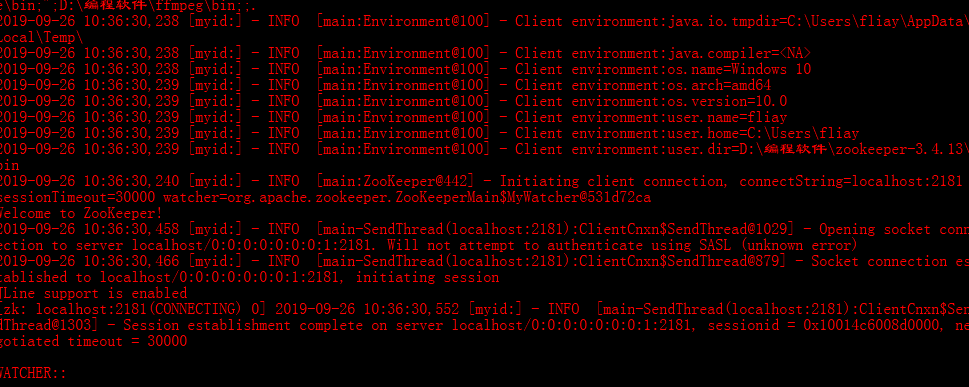 e\bin;";D:\编程软件\ffmpeg\bin;;.
2019-09-26 10:36:30,238 [myid:] - INFO  [main:Environment@100] - Client environment:java.io.tmpdir=C:\Users\fliay\AppData\
Local\Temp\
2019-09-26 10:36:30,238 [myid:] - INFO  [main:Environment@100] - Client environment:java.compiler=<NA>
2019-09-26 10:36:30,238 [myid:] - INFO  [main:Environment@100] - Client environment:os.name=Windows 10
2019-09-26 10:36:30,239 [myid:] - INFO  [main:Environment@100] - Client environment:os.arch=amd64
2019-09-26 10:36:30,239 [myid:] - INFO  [main:Environment@100] - Client environment:os.version=10.0
2019-09-26 10:36:30,239 [myid:] - INFO  [main:Environment@100] - Client environment:user.name=fliay
2019-09-26 10:36:30,239 [myid:] - INFO  [main:Environment@100] - Client environment:user.home=C:\Users\fliay
2019-09-26 10:36:30,239 [myid:] - INFO  [main:Environment@100] - Client environment:user.dir=D:\编程软件\zookeeper-3.4.13\
bin
2019-09-26 10:36:30,240 [myid:] - INFO  [main:ZooKeeper@442] - Initiating client connection, connectString=localhost:2181
sessionTimeout=30000 watcher=org.apache.zookeeper.ZooKeeperMain$MyWatcher@531d72ca
Welcome to ZooKeeper!
2019-09-26 10:36:30,458 [myid:] - INFO  [main-SendThread(localhost:2181):ClientCnxn$SendThread@1029] - Opening socket conn
ection to server localhost/0:0:0:0:0:0:0:1:2181. Will not attempt to authenticate using SASL (unknown error)
2019-09-26 10:36:30,466 [myid:] - INFO  [main-SendThread(localhost:2181):ClientCnxn$SendThread@879] - Socket connection es
tablished to localhost/0:0:0:0:0:0:0:1:2181, initiating session
JLine support is enabled
[zk: localhost:2181(CONNECTING) 0] 2019-09-26 10:36:30,552 [myid:] - INFO  [main-SendThread(localhost:2181):ClientCnxn$Sen
dThread@1303] - Session establishment complete on server localhost/0:0:0:0:0:0:0:1:2181, sessionid = 0x10014c6008d0000, ne
gotiated timeout = 30000
WATCHER::